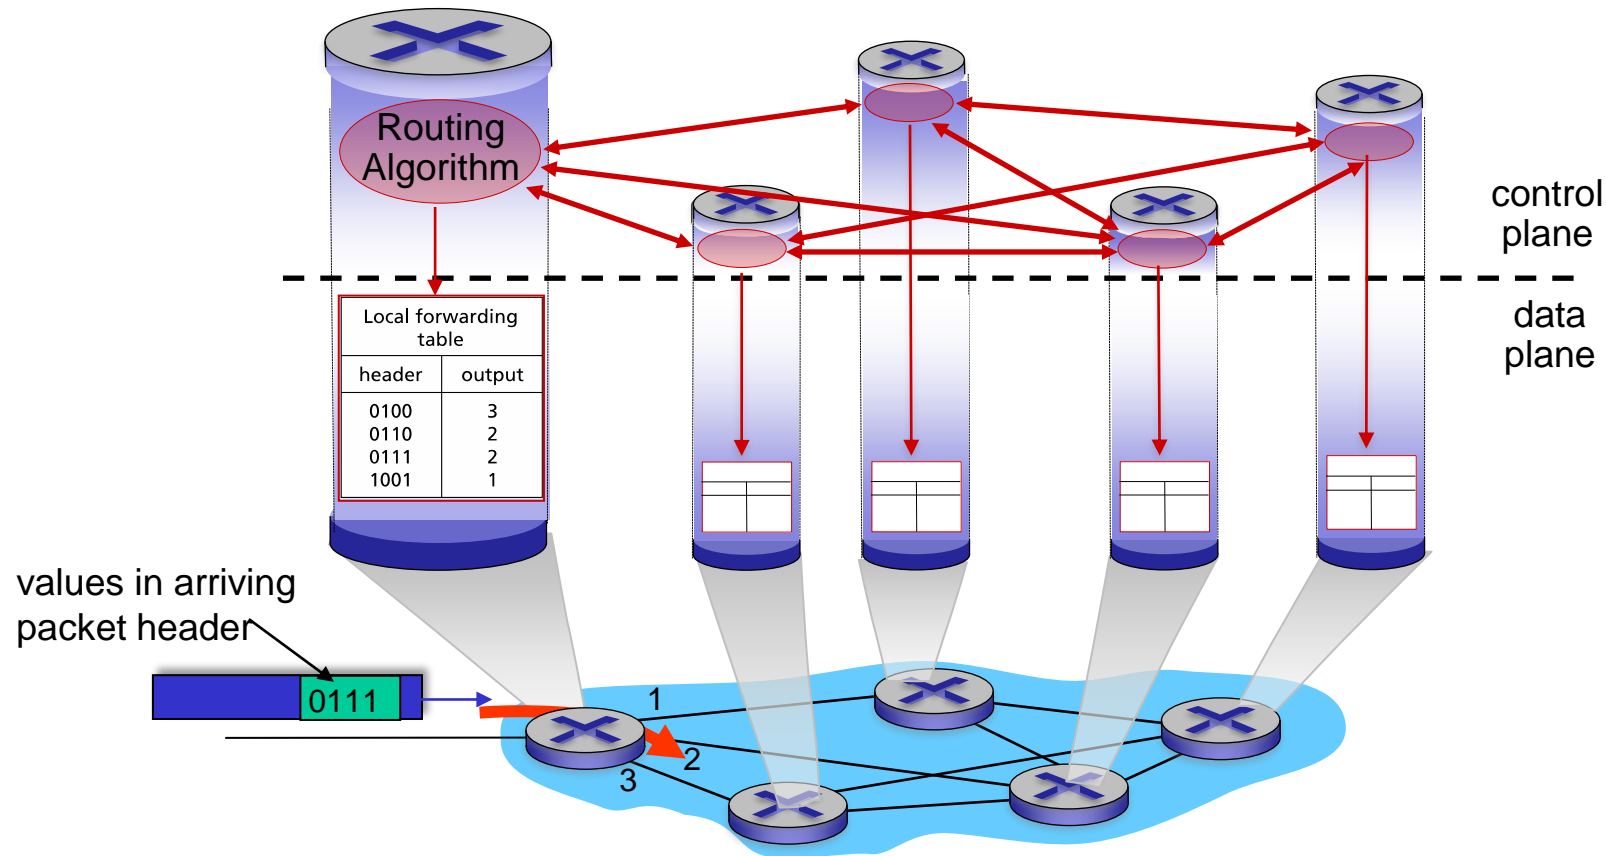 Routing
Algorithm
control
plane
data
plane
Local forwarding
table
header output
0100 3
0110 2
0111 2
1001 1
values in arriving
packet header
0111
1
2
3